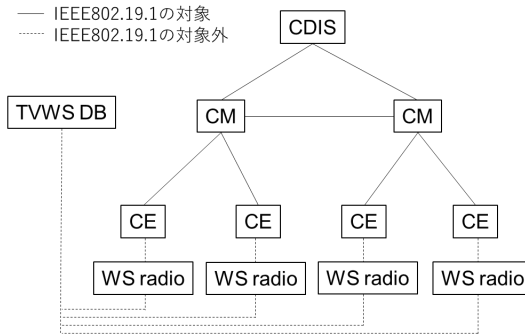 IEEE802.19.1の対象
IEEE802.19.1の対象外
CDIS
TVWS DB
CM
CM
CE
CE
CE
CE
WS radio
WS radio
WS radio
WS radio